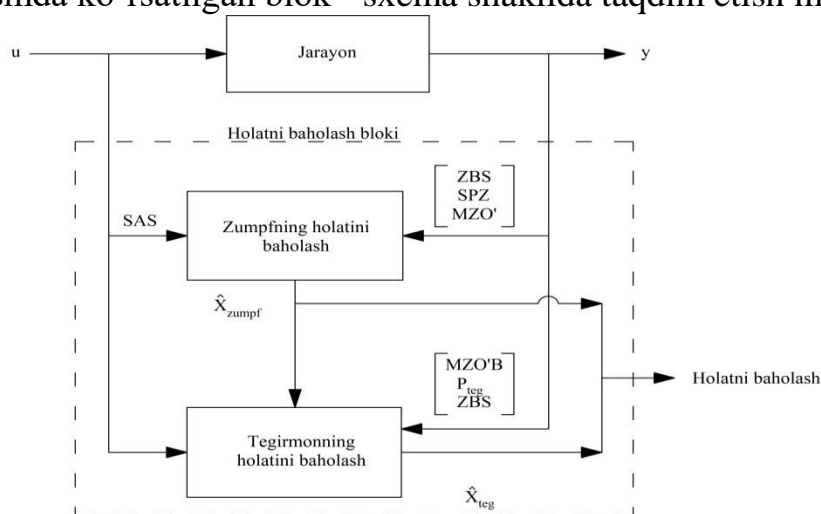 ko'rsatilgan blok - sxema shaklida taqdim etish
u
Jarayon
y
Holatni baholash bloki
ZBS
SPZ
MZO'
SAS
Zumpfning holatini
baholash
X̂zumpf
MZO'B
Pteg
ZBS
Holatni baholash
Tegirmonning
holatini baholash
X̂teg